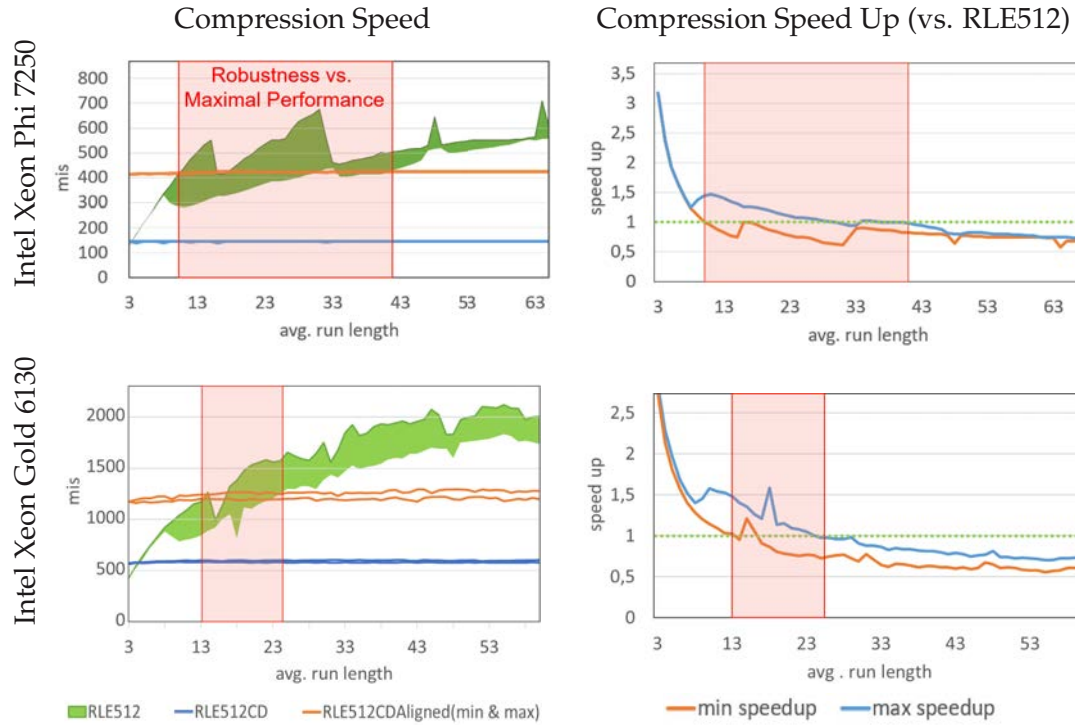 Compression Speed
Compression Speed Up (vs. RLE512)
Intel Xeon Phi 7250
Robustness vs.
Maximal Performance
mis
800
700
600
500
400
300
200
100
0
3 13 23 33 43 53 63
avg. run length
speed up
3,5
3
2,5
2
1,5
1
0,5
0
3 13 23 33 43 53 63
avg. run length
Intel Xeon Gold 6130
mis
2000
1500
1000
500
0
3 13 23 33 43 53
avg. run length
speed up
2,5
2
1,5
1
0,5
0
3 13 23 33 43 53
avg . run length
RLE512 RLE512CD RLE512CDAligned(min & max)
min speedup max speedup